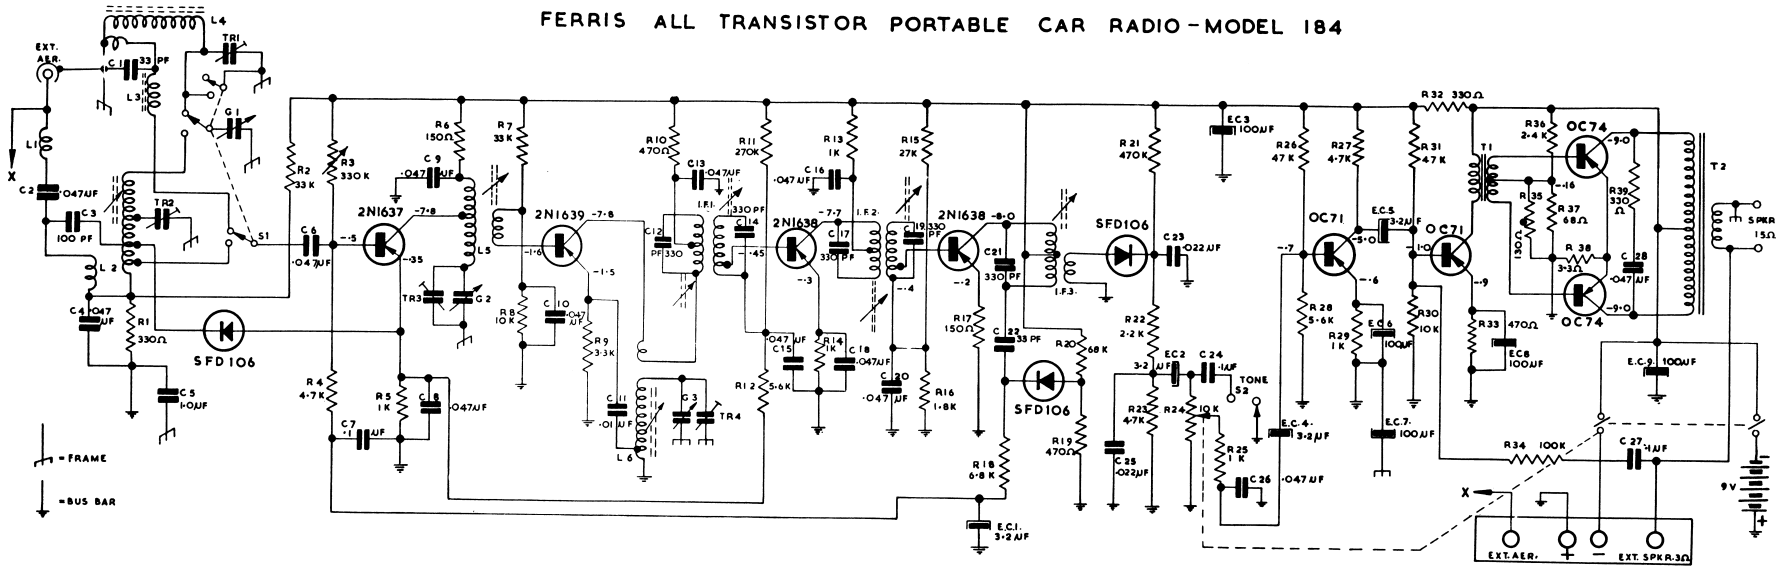 FERRIS ALL TRANSISTOR PORTABLE CAR RADIO-MODEL 184
L4
EXT.
AER.
C1
33 PF
TR1
L3
G1
L1
X
C2
.047UF
C3
100 PF
TR2
S1
L2
C4
.047
UF
R1
330Ω
SFD106
C5
1.0UF
= FRAME
= BUS BAR
R2
33K
R3
330K
C6
.047UF
-.5
2N1637
-7.8
-.35
R4
4.7K
R5
1K
C8
.047UF
C7
.1 UF
R6
150Ω
C9
.047UF
L5
TR3
G2
R7
33K
2N1639
-7.8
-1.6
-1.5
R8
10K
C10
.047
UF
R9
3.3K
C11
.01UF
L6
G3
TR4
R10
470Ω
C13
.047UF
I.F.1.
C12
PF 330
330 PF
C14
-.45
R11
270K
R12
5.6K
.047UF
C15
2N1638
-7.7
-.3
R13
1K
C16
.047UF
C17
330 PF
R14
1K
C18
.047UF
I.F.2.
C19
330
PF
R15
27K
-.4
C20
.047UF
R16
1.8K
2N1638
-8.0
-.2
R17
150Ω
C21
330 PF
I.F.3.
C22
33 PF
R18
6.8K
E.C.1.
3.2UF
SFD106
R20
68K
R19
470Ω
SFD106
R21
470K
C23
.022UF
R22
2.2K
EC2
3.2 UF
C24
.1UF
TONE
S2
R23
4.7K
R24
10K
C25
.022UF
R25
1K
C26
.047UF
EC3
100UF
R26
47K
-.7
R28
5.6K
E.C.4.
3.2UF
R27
4.7K
OC71
-5.0
-.6
E.C.5
3.2UF
R29
1K
EC6
100UF
E.C.7.
100UF
R31
47K
R32 330Ω
-1.0
OC71
-.9
R30
10K
R33
470Ω
EC8
100UF
T1
R36
2.4K
-.16
R35
130Ω
R37
68Ω
R38
3.3Ω
OC74
-9.0
R39
330
Ω
C28
.047UF
OC74
-9.0
T2
SPKR
15Ω
E.C.9. 100UF
R34 100K
C27
.1UF
9V
-
+
X
EXT. AER.
+
-
EXT. SPKR. 3Ω